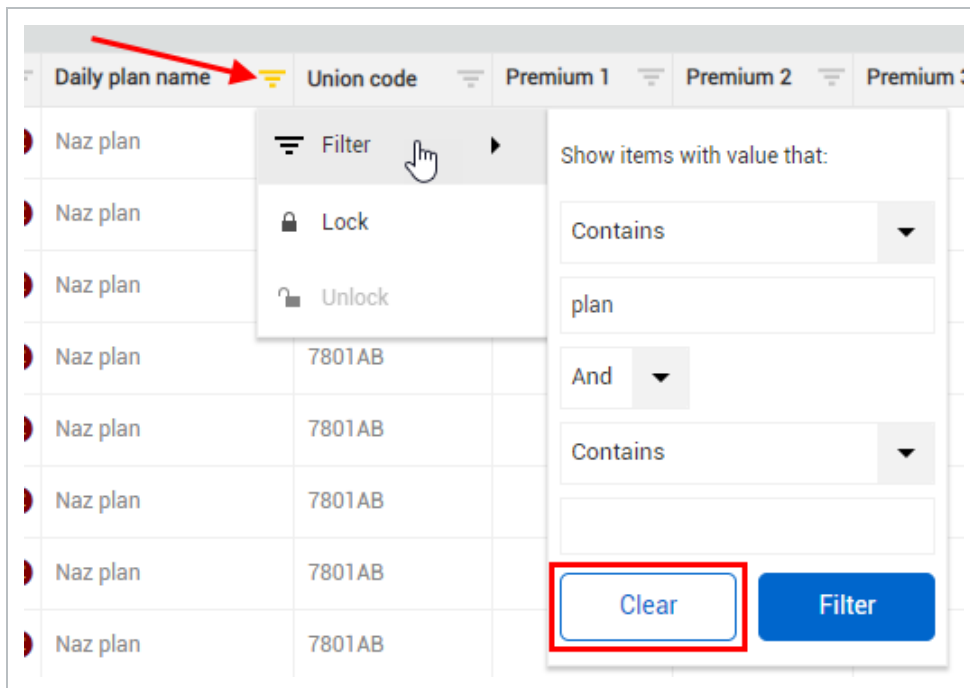 Daily plan name Union code Premium 1 Premium 2 Premium
Naz plan Filter Show items with value that:
Naz plan Lock Contains
Naz plan Unlock plan
Naz plan 7801AB And
Naz plan 7801AB Contains
Naz plan 7801AB
Naz plan 7801AB Clear Filter
Naz plan 7801AB